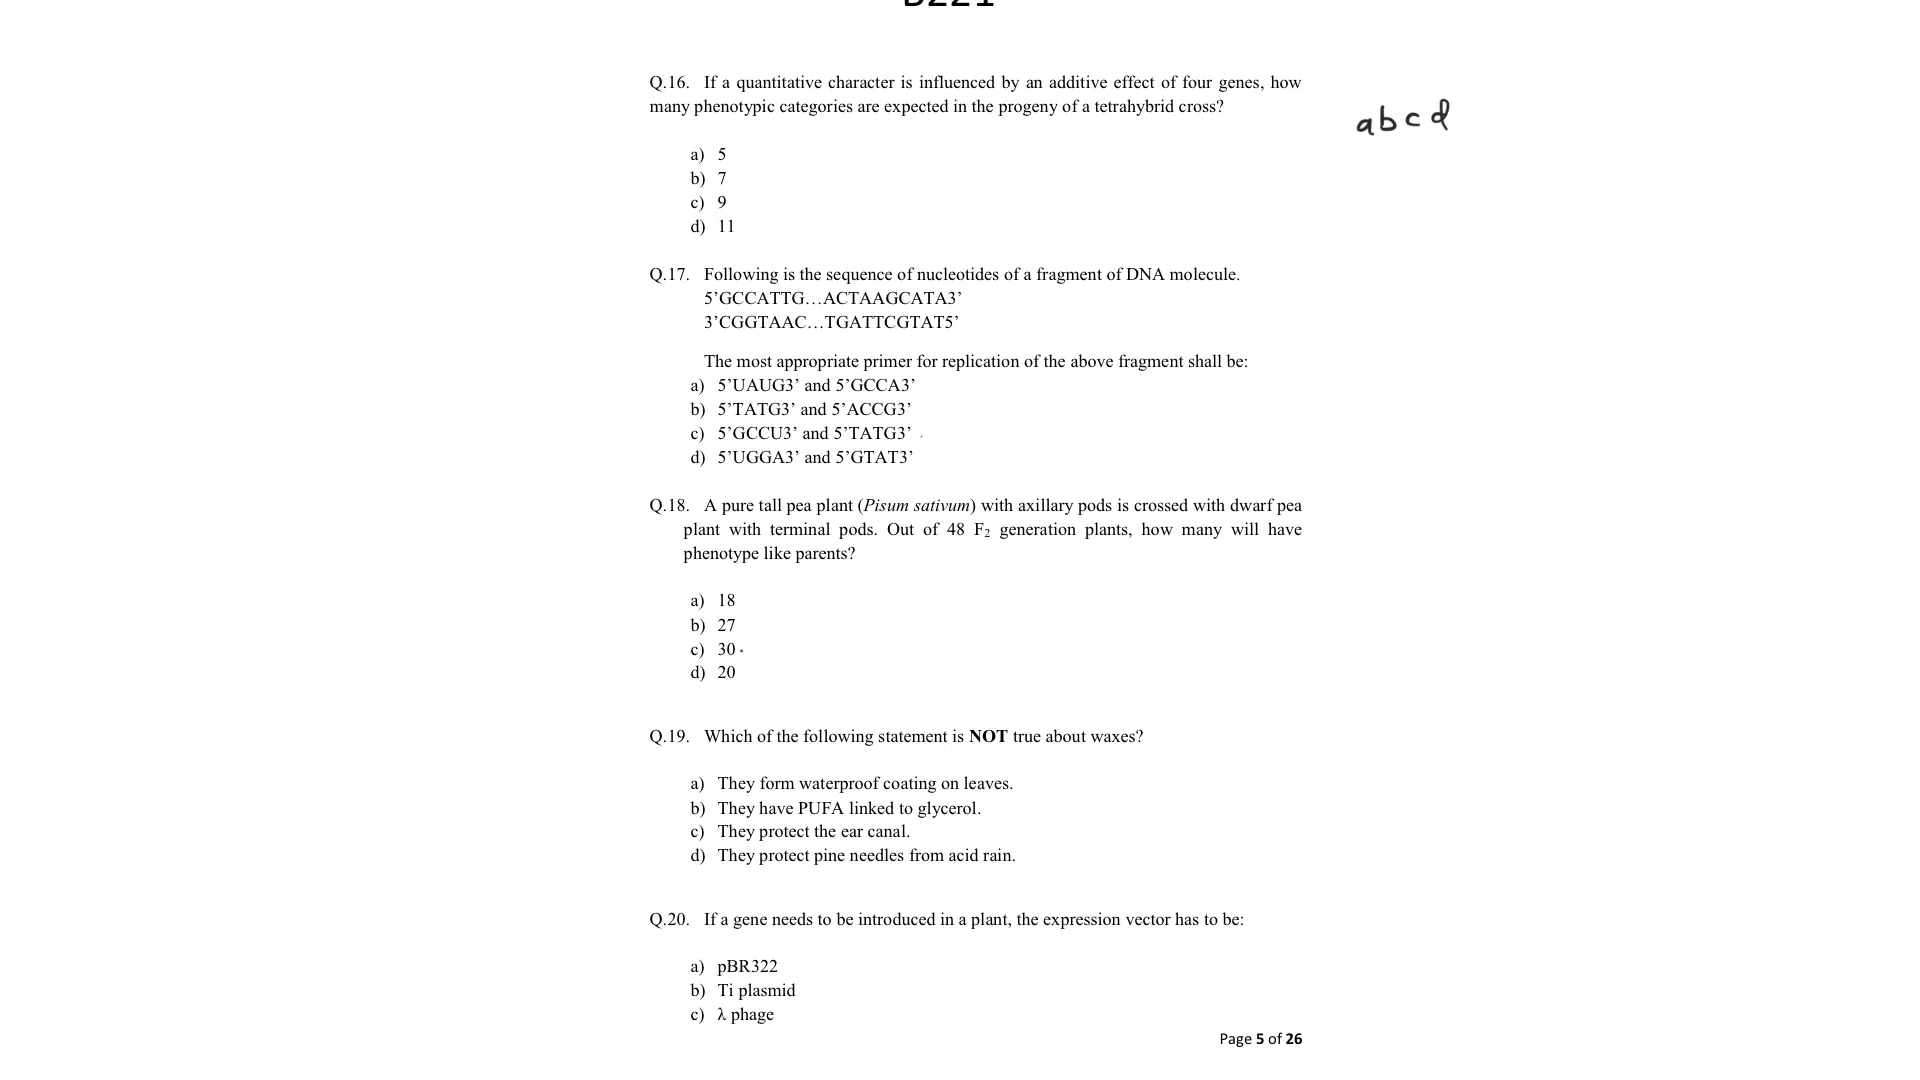 Q.16. If a quantitative character is influenced by an additive effect of four genes, how
many phenotypic categories are expected in the progeny of a tetrahybrid cross?
abcd
a) 5
b) 7
c) 9
d) 11
Q.17. Following is the sequence of nucleotides of a fragment of DNA molecule.
5’GCCATTG…ACTAAGCATA3’
3’CGGTAAC…TGATTCGTAT5’
The most appropriate primer for replication of the above fragment shall be:
a) 5’UAUG3’ and 5’GCCA3’
b) 5’TATG3’ and 5’ACCG3’
c) 5’GCCU3’ and 5’TATG3’
d) 5’UGGA3’ and 5’GTAT3’
Q.18. A pure tall pea plant (Pisum sativum) with axillary pods is crossed with dwarf pea
plant with terminal pods. Out of 48 F₂ generation plants, how many will have
phenotype like parents?
a) 18
b) 27
c) 30
d) 20
Q.19. Which of the following statement is NOT true about waxes?
a) They form waterproof coating on leaves.
b) They have PUFA linked to glycerol.
c) They protect the ear canal.
d) They protect pine needles from acid rain.
Q.20. If a gene needs to be introduced in a plant, the expression vector has to be:
a) pBR322
b) Ti plasmid
c) λ phage
Page 5 of 26